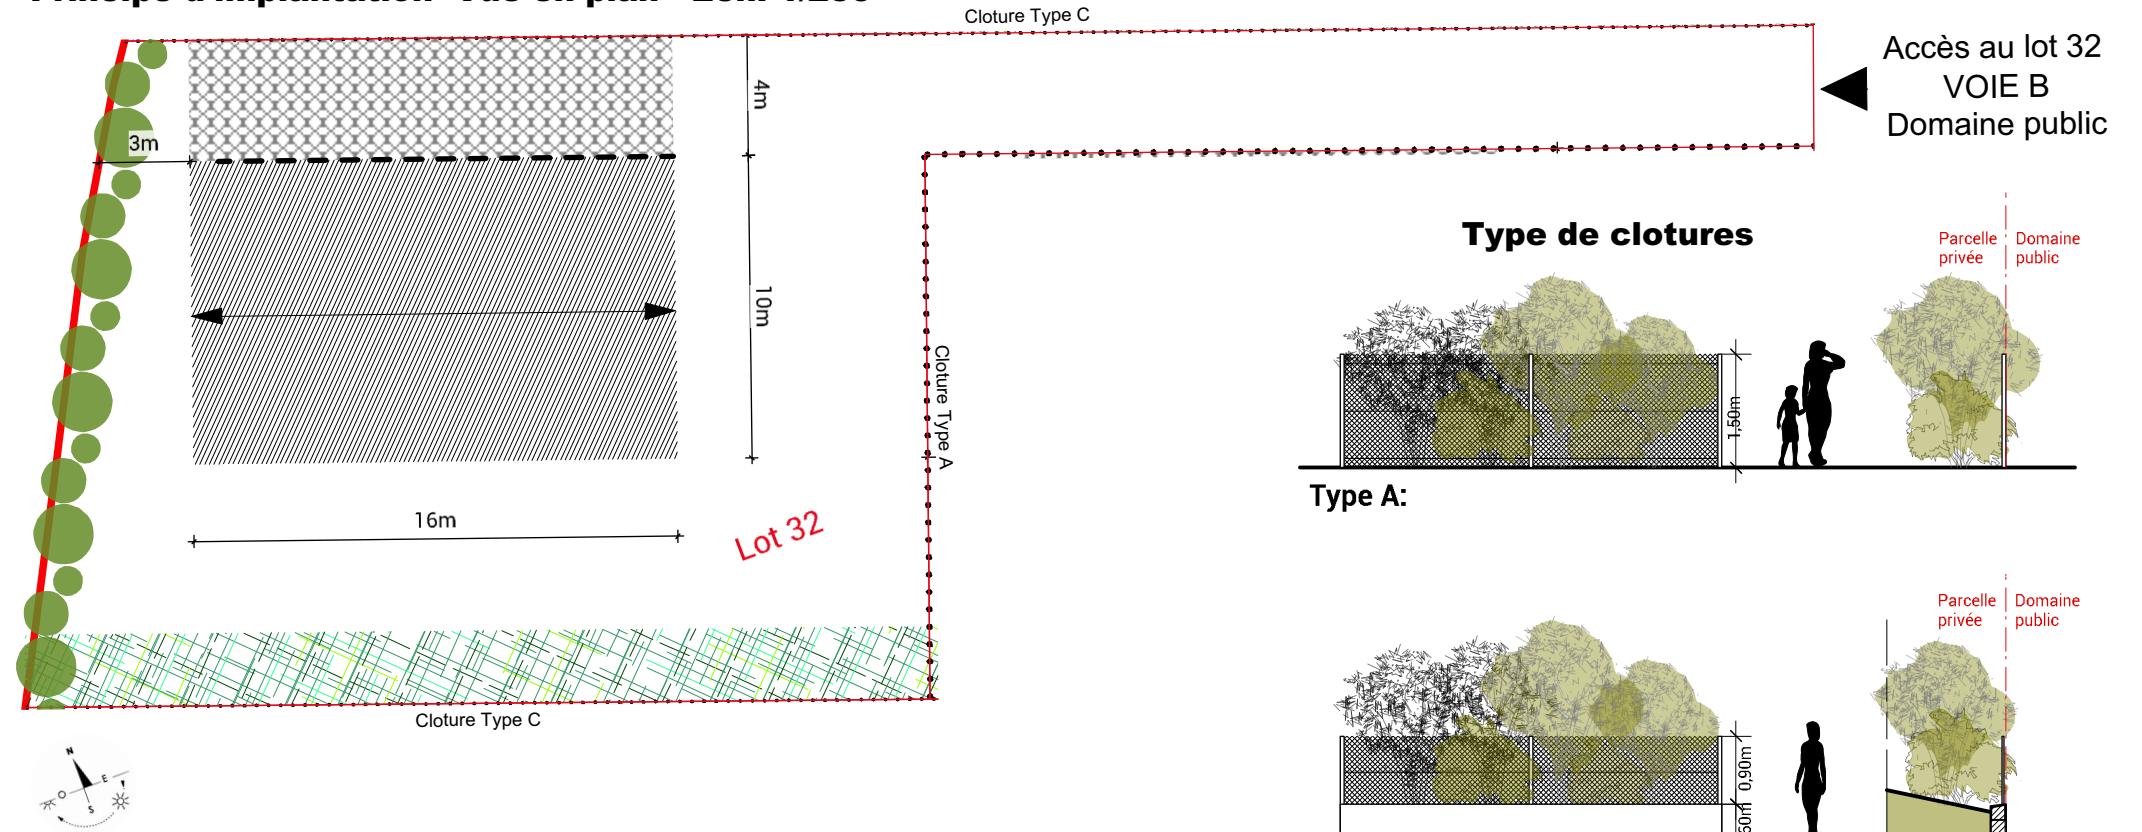 Cloture Type C
Accès au lot 32
VOIE B
Domaine public
4m
3m
10m
Cloture Type A
16m
Lot 32
Cloture Type C
N
E
O
S
Type de clotures
Parcelle privée
Domaine public
1,50m
Type A:
Parcelle privée
Domaine public
0,90m